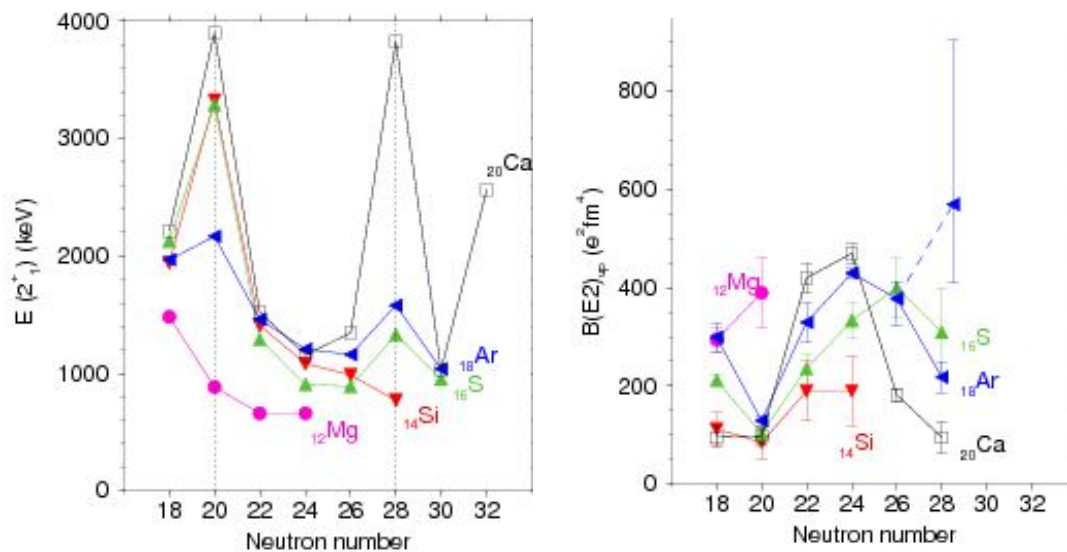 E (2⁺₁) (keV)
4000
3000
2000
1000
0
18 20 22 24 26 28 30 32
Neutron number
₂₀Ca
₁₈Ar
₁₆S
₁₄Si
₁₂Mg
B(E2)ᵤₚ (e²fm⁴)
800
600
400
200
0
18 20 22 24 26 28 30 32
Neutron number
₁₂Mg
₁₆S
₁₈Ar
₁₄Si
₂₀Ca